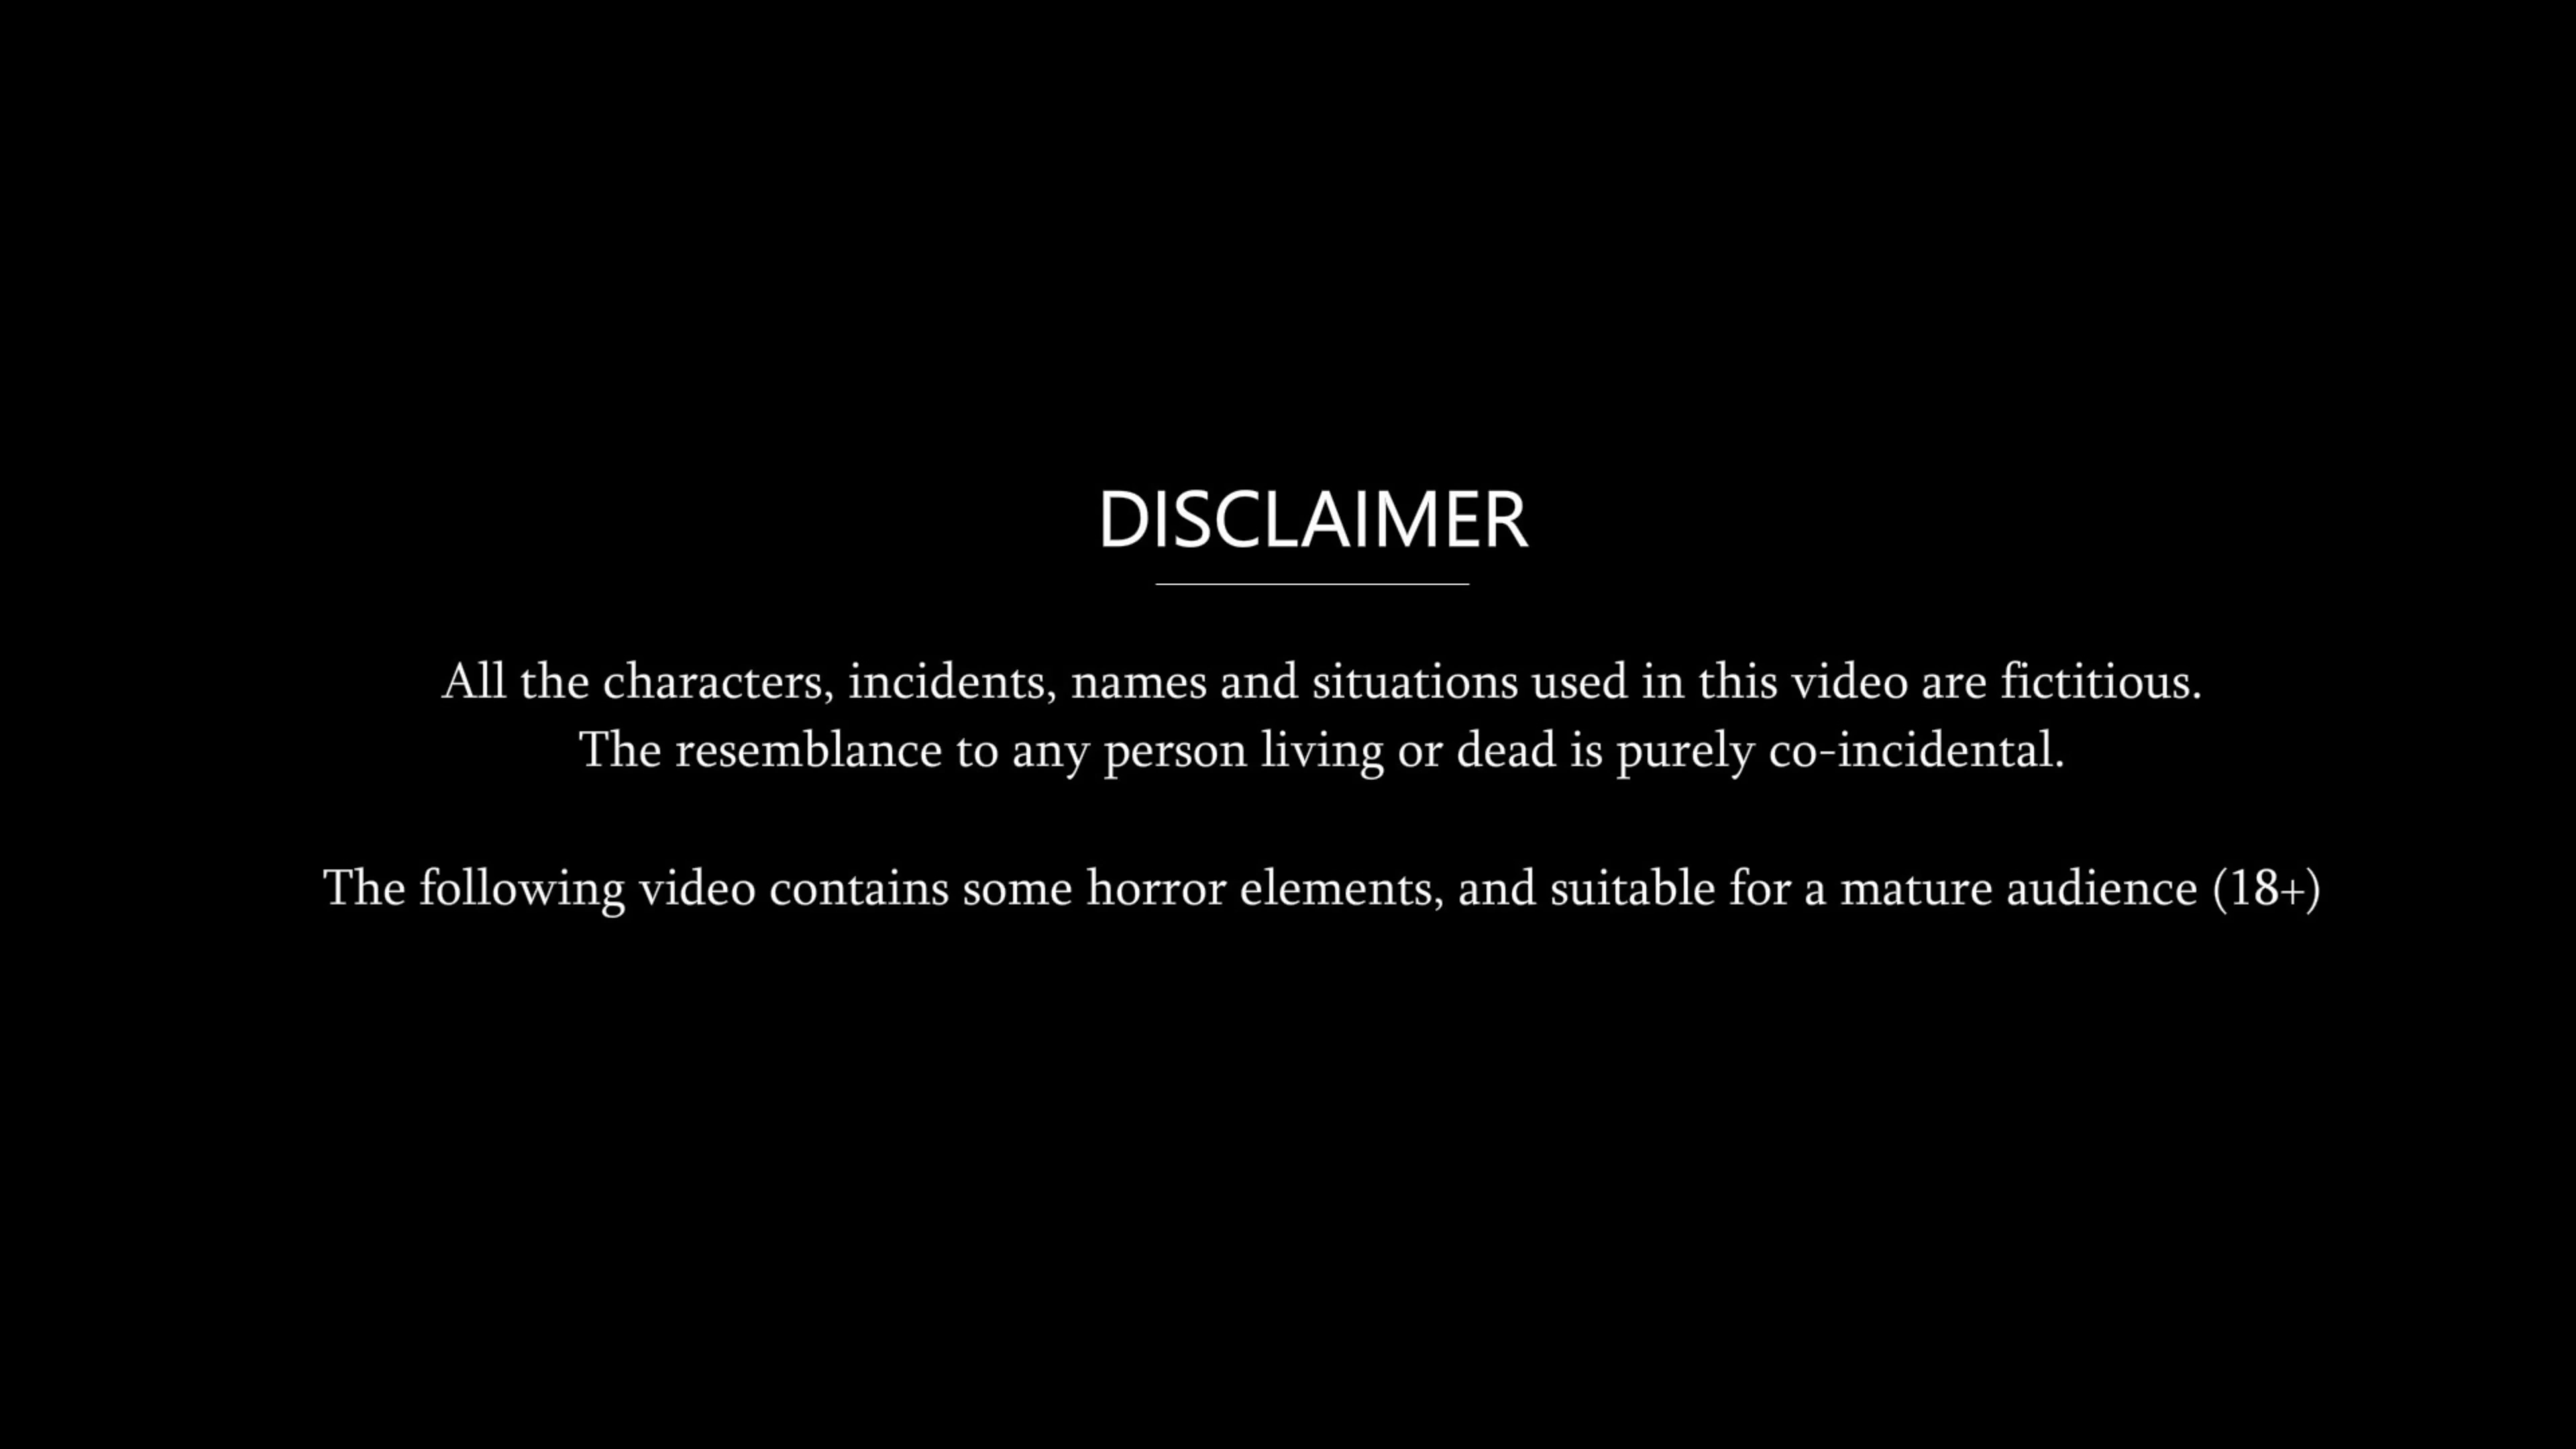 DISCLAIMER
All the characters, incidents, names and situations used in this video are fictitious.
The resemblance to any person living or dead is purely co-incidental.
The following video contains some horror elements, and suitable for a mature audience (18+)